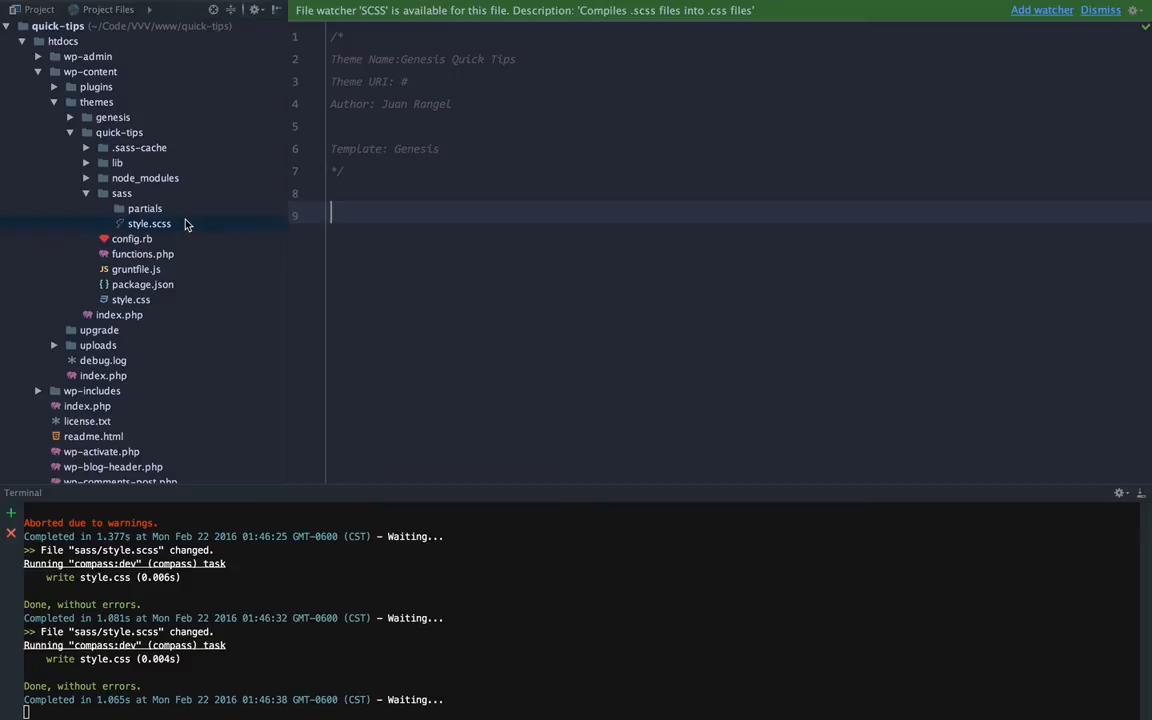 Project Project Files
quick-tips (~/Code/VVV/www/quick-tips)
htdocs
wp-admin
wp-content
plugins
themes
genesis
quick-tips
.sass-cache
lib
node_modules
sass
partials
style.scss
config.rb
functions.php
gruntfile.js
package.json
style.css
index.php
upgrade
uploads
debug.log
index.php
wp-includes
index.php
license.txt
readme.html
wp-activate.php
wp-blog-header.php
wp-comments-post.php
File watcher 'SCSS' is available for this file. Description: 'Compiles .scss files into .css files' Add watcher Dismiss
1 /*
2 Theme Name:Genesis Quick Tips
3 Theme URI: #
4 Author: Juan Rangel
5
6 Template: Genesis
7 */
8
9
Terminal
Aborted due to warnings.
Completed in 1.377s at Mon Feb 22 2016 01:46:25 GMT-0600 (CST) - Waiting...
>> File "sass/style.scss" changed.
Running "compass:dev" (compass) task
write style.css (0.006s)
Done, without errors.
Completed in 1.081s at Mon Feb 22 2016 01:46:32 GMT-0600 (CST) - Waiting...
>> File "sass/style.scss" changed.
Running "compass:dev" (compass) task
write style.css (0.004s)
Done, without errors.
Completed in 1.065s at Mon Feb 22 2016 01:46:38 GMT-0600 (CST) - Waiting...